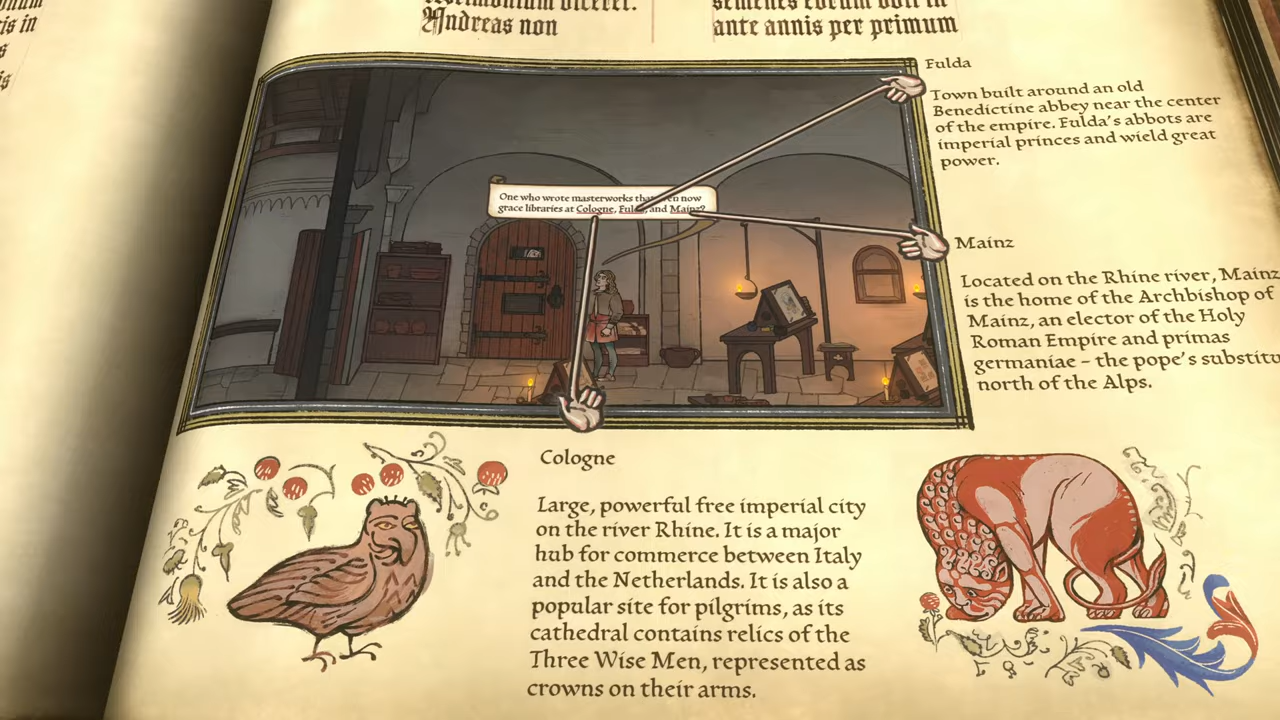 Andreas non
ante annis per primum
One who wrote masterworks now
grace libraries at Cologne, and Mainz?
Fulda
Town built around an old
Benedictine abbey near the center
of the empire. Fulda's abbots are
imperial princes and wield great
power.
Mainz
Located on the Rhine river, Mainz
is the home of the Archbishop of
Mainz, an elector of the Holy
Roman Empire and primas
germaniae – the pope's
north of the Alps.
Cologne
Large, powerful free imperial city
on the river Rhine. It is a major
hub for commerce between Italy
and the Netherlands. It is also a
popular site for pilgrims, as its
cathedral contains relics of the
Three Wise Men, represented as
crowns on their arms.